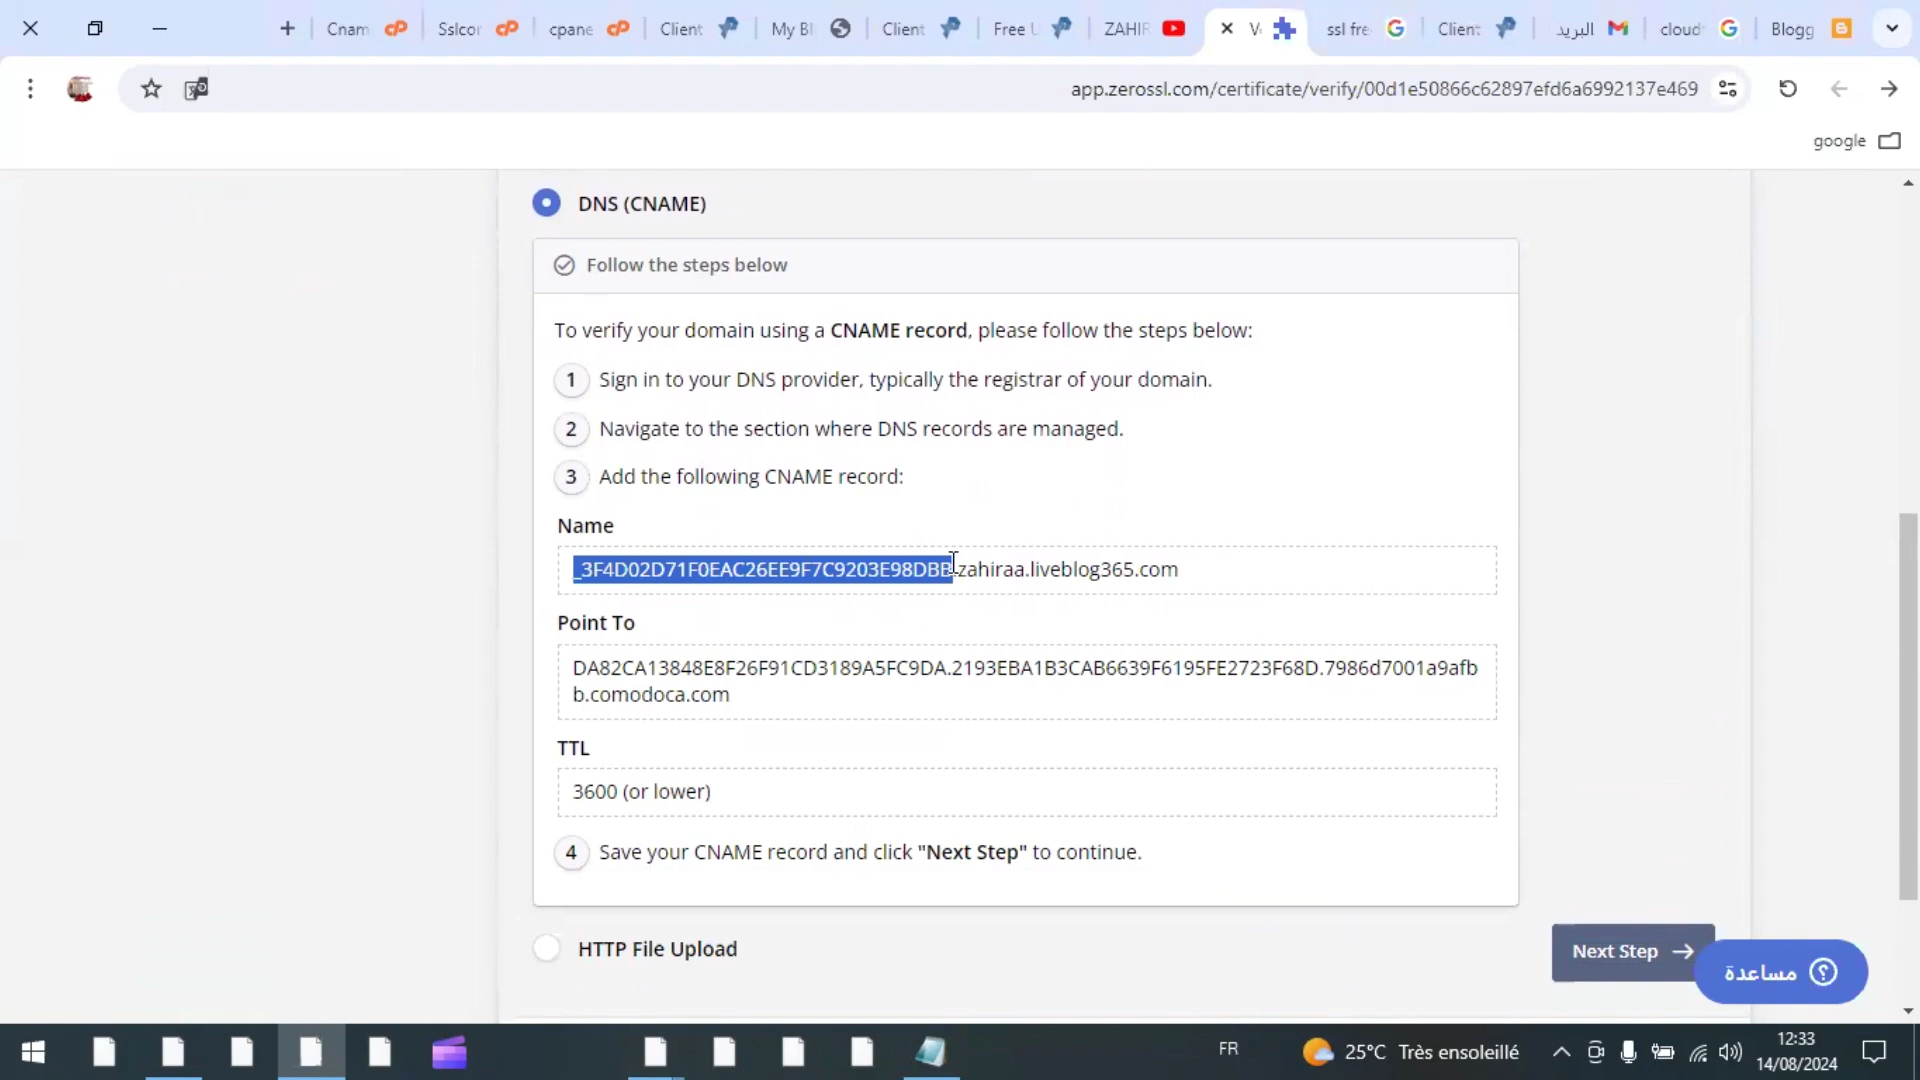 Cnam
Sslcor
cpane
Client
My Bl
Client
Free U
ZAHIR
ssl fre
Client
البريد
cloud
Blogg
app.zerossl.com/certificate/verify/00d1e50866c62897efd6a6992137e469
google
DNS (CNAME)
Follow the steps below
To verify your domain using a CNAME record, please follow the steps below:
1 Sign in to your DNS provider, typically the registrar of your domain.
2 Navigate to the section where DNS records are managed.
3 Add the following CNAME record:
Name
_3F4D02D71F0EAC26EE9F7C9203E98DBB.zahiraa.liveblog365.com
Point To
DA82CA13848E8F26F91CD3189A5FC9DA.2193EBA1B3CAB6639F6195FE2723F68D.7986d7001a9afb
b.comodoca.com
TTL
3600 (or lower)
4 Save your CNAME record and click "Next Step" to continue.
HTTP File Upload
Next Step
مساعدة
FR
25°C Très ensoleillé
12:33
14/08/2024